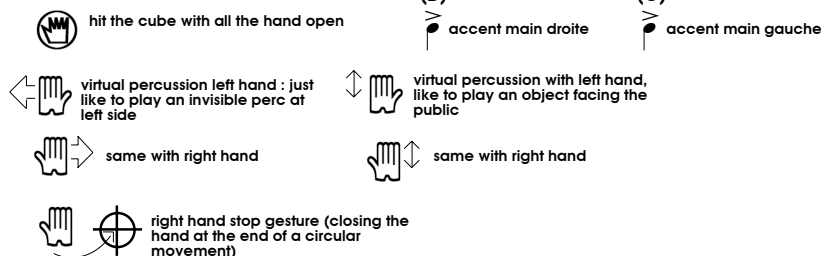 hit the cube with all the hand open
accent main droite
accent main gauche
virtual percussion left hand : just
like to play an invisible perc at
left side
virtual percussion with left hand,
like to play an object facing the
public
same with right hand
same with right hand
right hand stop gesture (closing the
hand at the end of a circular
movement)